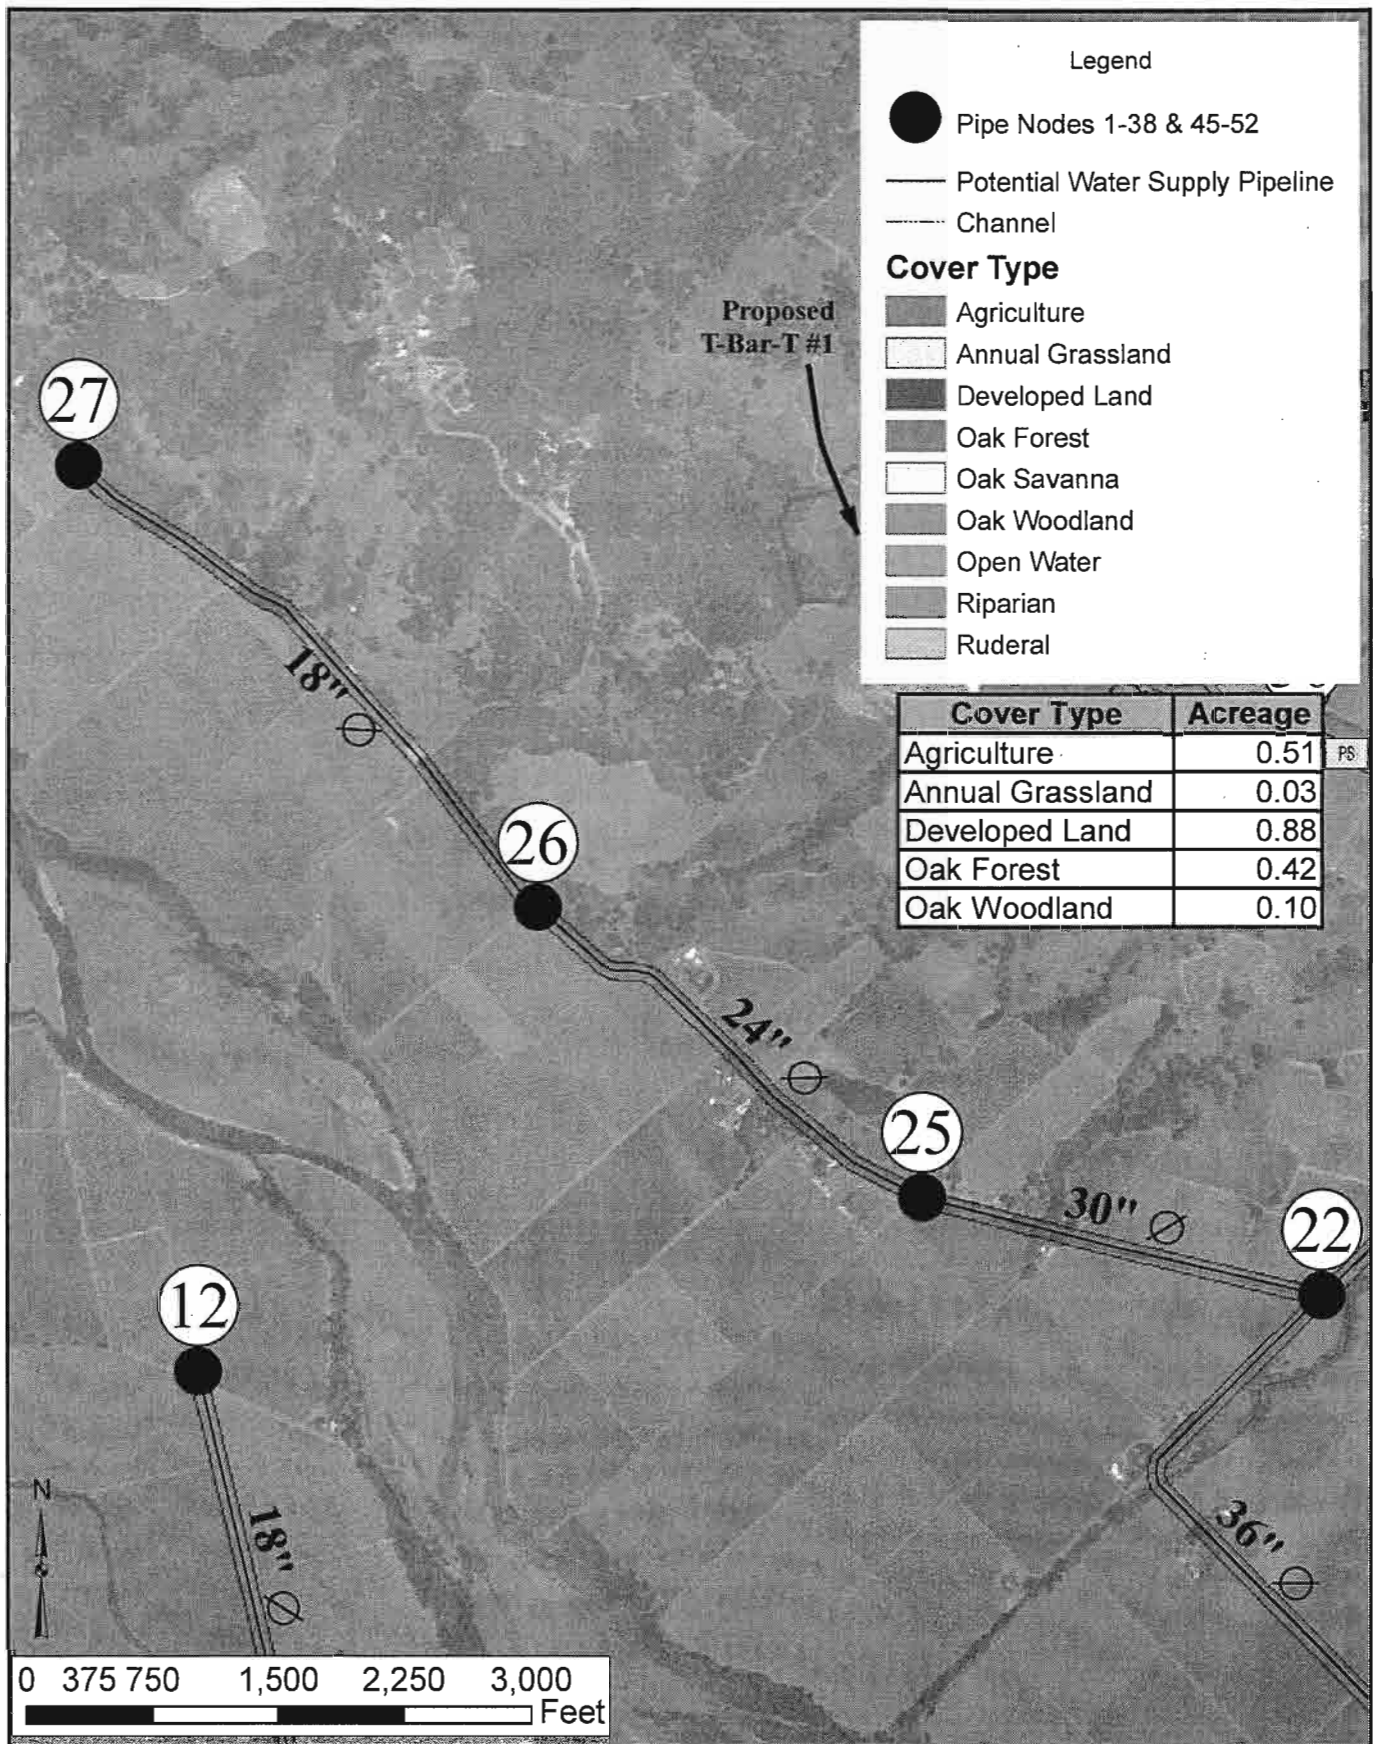 Legend
Pipe Nodes 1-38 & 45-52
Potential Water Supply Pipeline
Channel
Cover Type
Agriculture
Annual Grassland
Developed Land
Oak Forest
Oak Savanna
Oak Woodland
Open Water
Riparian
Ruderal
Proposed
T-Bar-T #1
Cover Type Acreage
Agriculture 0.51
PS
Annual Grassland 0.03
Developed Land 0.88
Oak Forest 0.42
Oak Woodland 0.10
27
18" ⌀
26
24" ⌀
25
30" ⌀
22
12
18" ⌀
36" ⌀
N
0 375 750 1,500 2,250 3,000
Feet